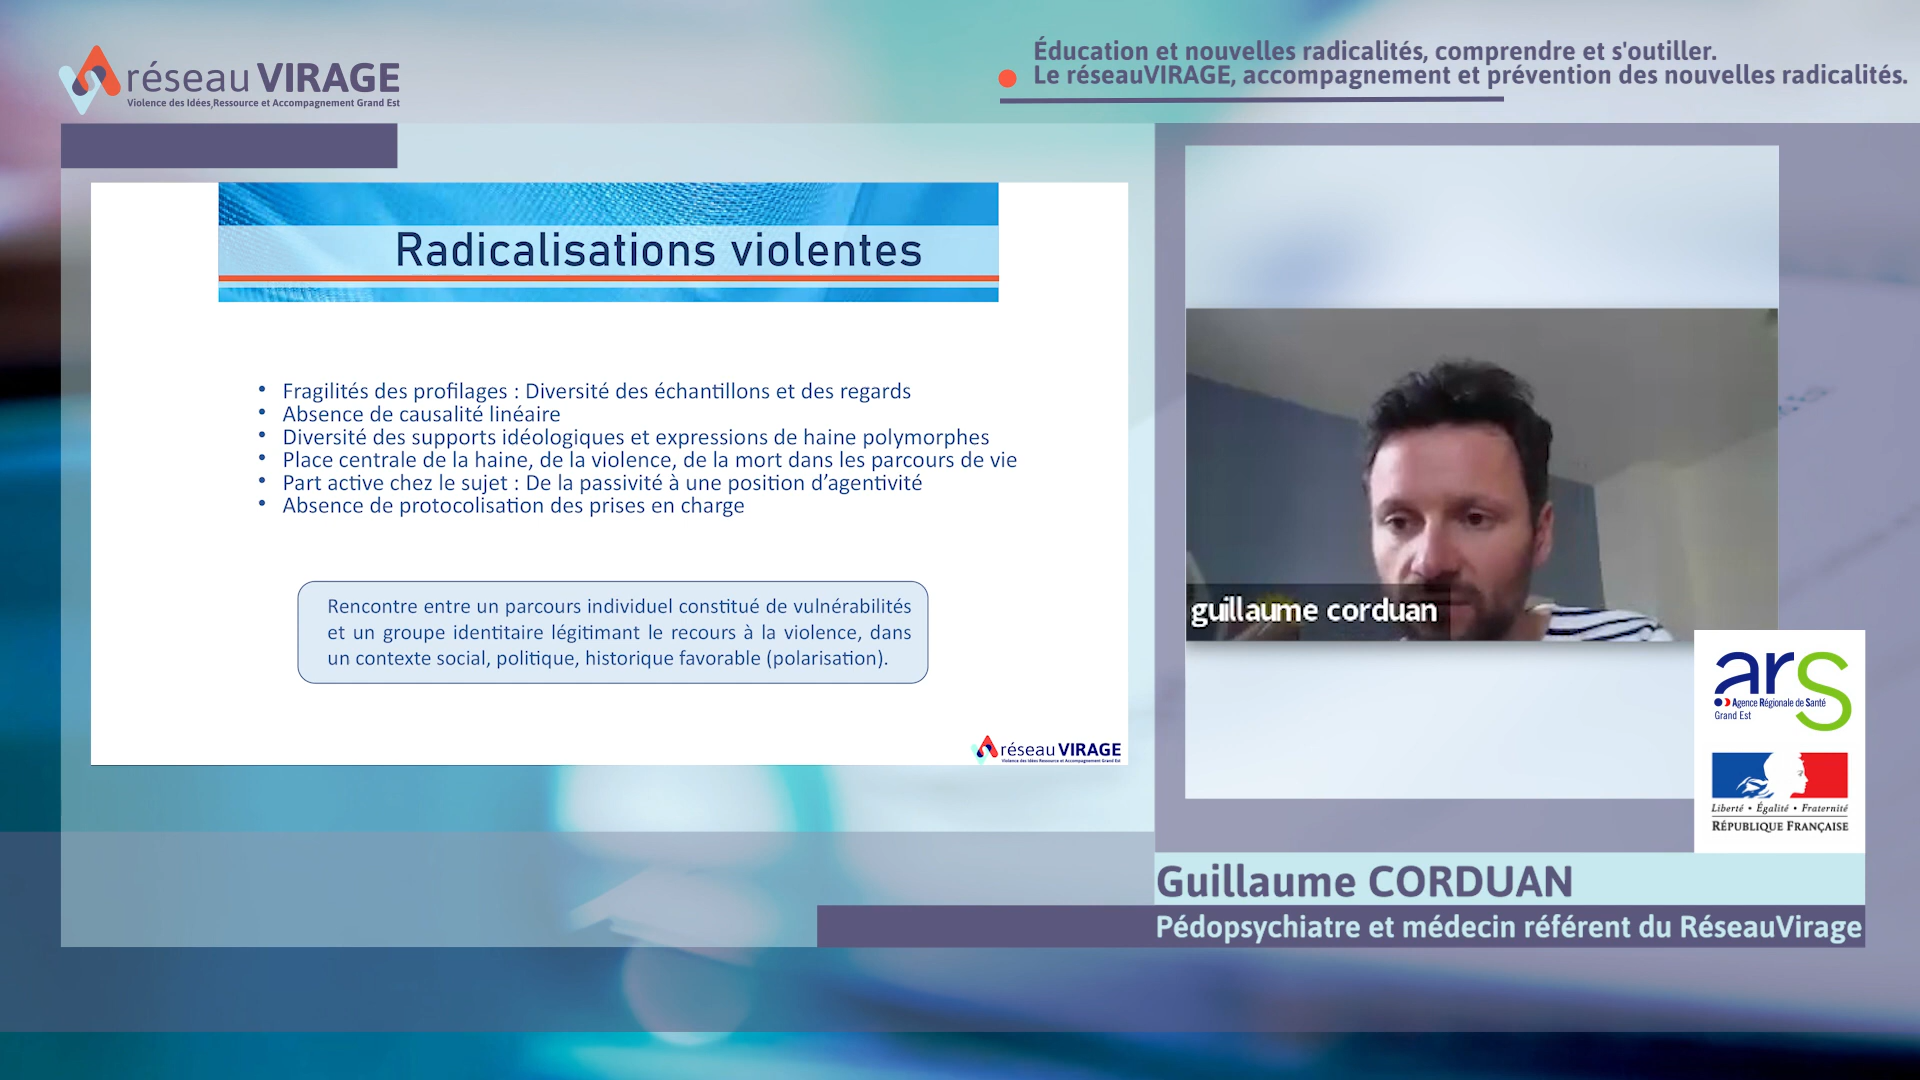 réseau VIRAGE
Violence des Idées,Ressource et Accompagnement Grand Est
Éducation et nouvelles radicalités, comprendre et s'outiller.
Le réseauVIRAGE, accompagnement et prévention des nouvelles radicalités.
Radicalisations violentes
• Fragilités des profilages : Diversité des échantillons et des regards
• Absence de causalité linéaire
• Diversité des supports idéologiques et expressions de haine polymorphes
• Place centrale de la haine, de la violence, de la mort dans les parcours de vie
• Part active chez le sujet : De la passivité à une position d’agentivité
• Absence de protocolisation des prises en charge
Rencontre entre un parcours individuel constitué de vulnérabilités
et un groupe identitaire légitimant le recours à la violence, dans
un contexte social, politique, historique favorable (polarisation).
réseau VIRAGE
Violence des Idées Ressource et Accompagnement Grand Est
guillaume corduan
ars
Agence Régionale de Santé
Grand Est
Liberté • Égalité • Fraternité
RÉPUBLIQUE FRANÇAISE
Guillaume CORDUAN
Pédopsychiatre et médecin référent du RéseauVirage